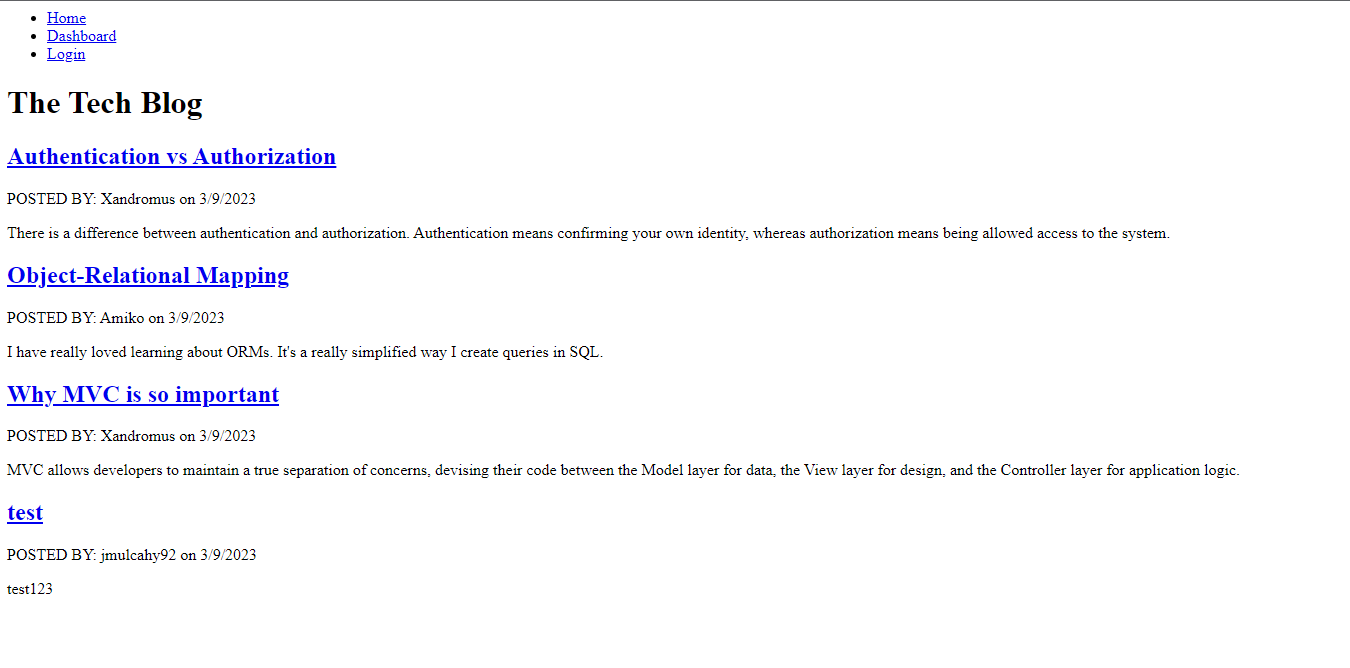 Home
Dashboard
Login
The Tech Blog
Authentication vs Authorization
POSTED BY: Xandromus on 3/9/2023
There is a difference between authentication and authorization. Authentication means confirming your own identity, whereas authorization means being allowed access to the system.
Object-Relational Mapping
POSTED BY: Amiko on 3/9/2023
I have really loved learning about ORMs. It's a really simplified way I create queries in SQL.
Why MVC is so important
POSTED BY: Xandromus on 3/9/2023
MVC allows developers to maintain a true separation of concerns, devising their code between the Model layer for data, the View layer for design, and the Controller layer for application logic.
test
POSTED BY: jmulcahy92 on 3/9/2023
test123